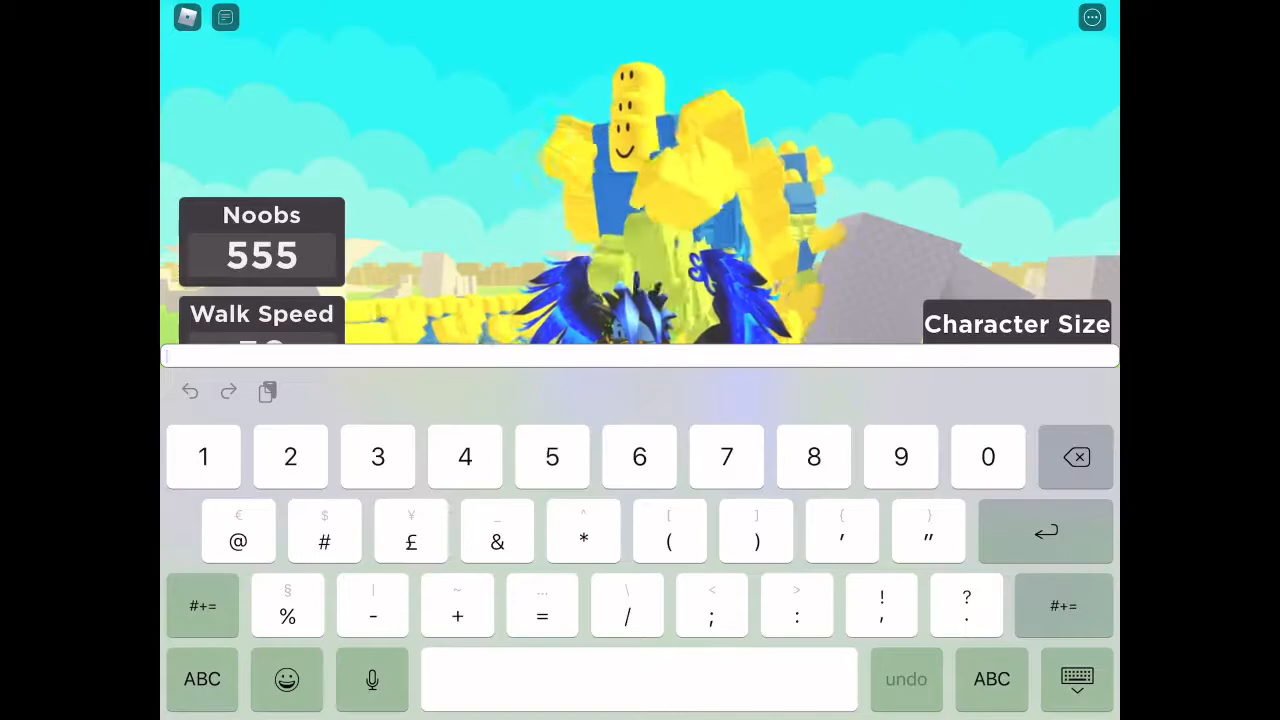 Noobs
555
Walk Speed
Character Size
1 2 3 4 5 6 7 8 9 0
€ $ ¥ _ ^ [ ] { }
@ # £ & * ( ) ' "
§ | ~ … \ < > ! ?
#+= % - + = / ; : , . #+=
ABC undo ABC